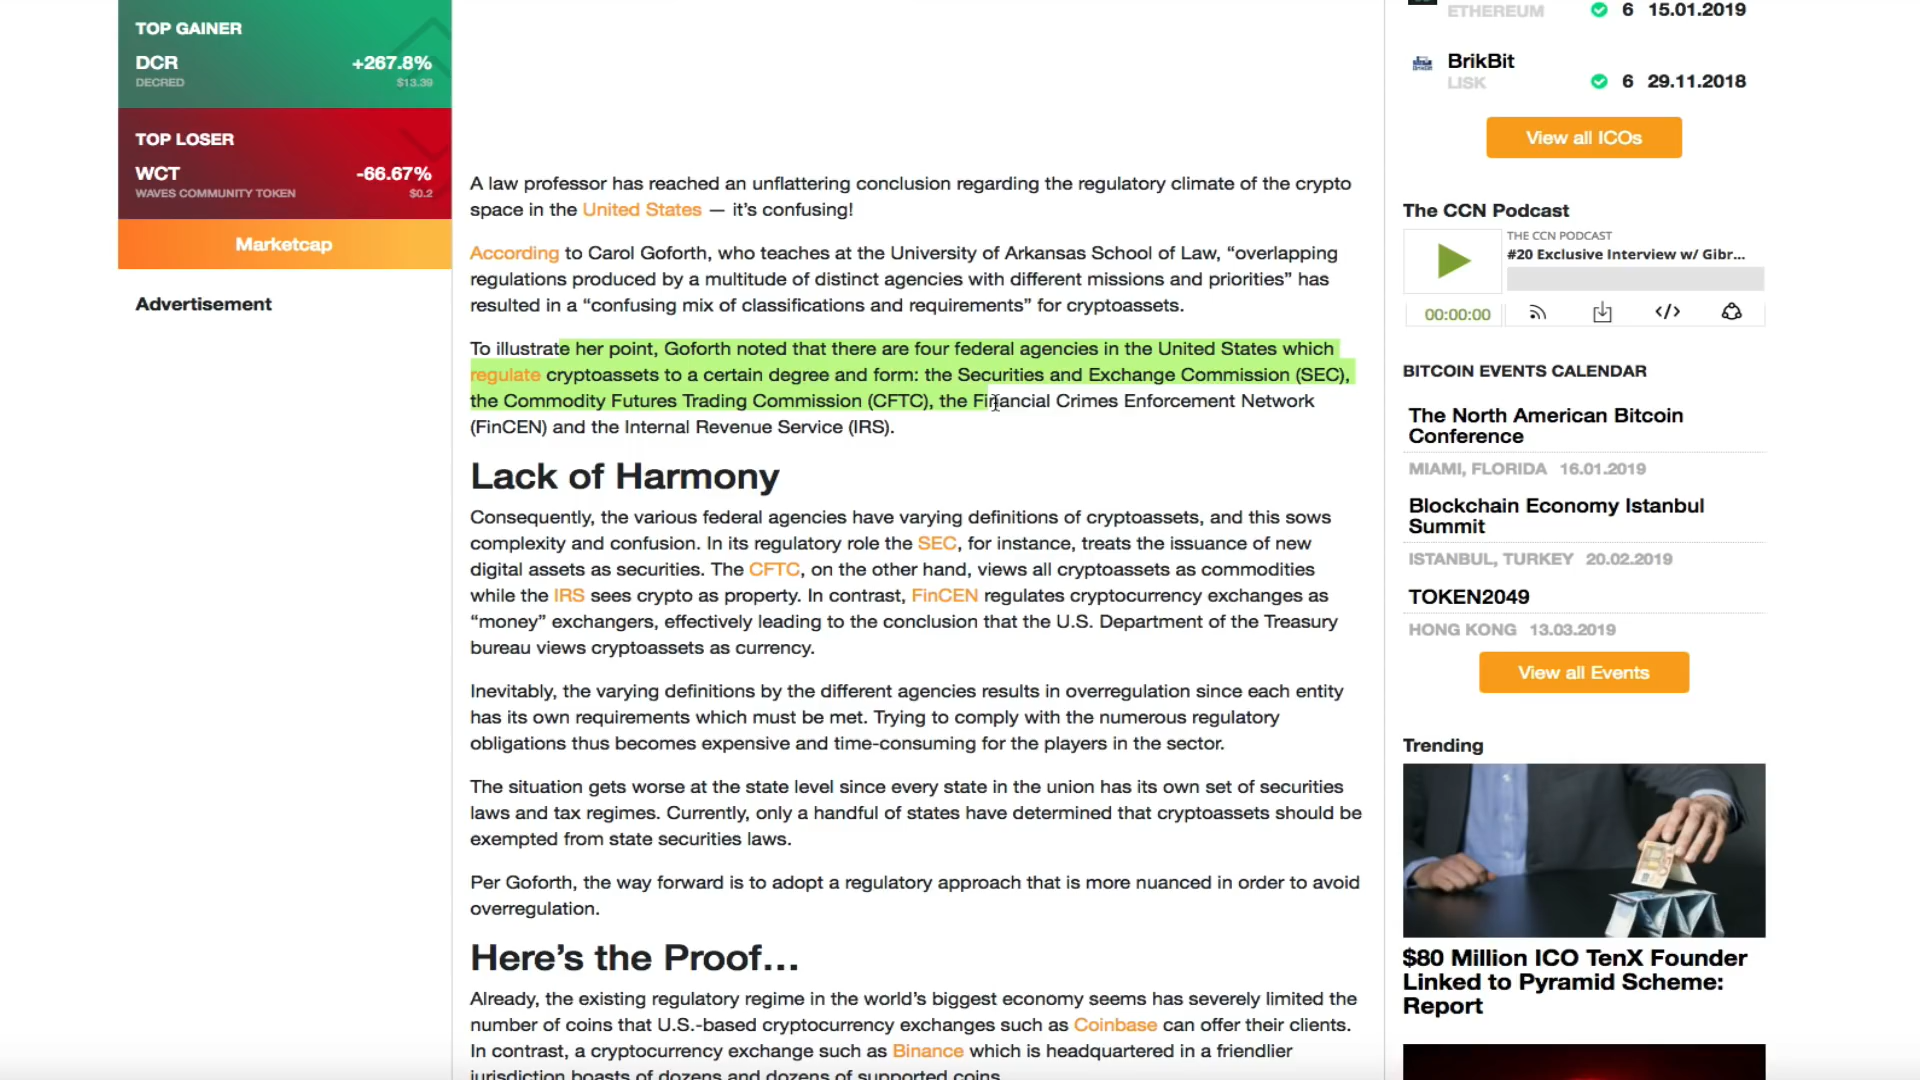 TOP GAINER
DCR +267.8%
DECRED $13.39
TOP LOSER
WCT -66.67%
WAVES COMMUNITY TOKEN $0.2
Marketcap
Advertisement
A law professor has reached an unflattering conclusion regarding the regulatory climate of the crypto
space in the United States — it’s confusing!
According to Carol Goforth, who teaches at the University of Arkansas School of Law, “overlapping
regulations produced by a multitude of distinct agencies with different missions and priorities” has
resulted in a “confusing mix of classifications and requirements” for cryptoassets.
To illustrate her point, Goforth noted that there are four federal agencies in the United States which
regulate cryptoassets to a certain degree and form: the Securities and Exchange Commission (SEC),
the Commodity Futures Trading Commission (CFTC), the Financial Crimes Enforcement Network
(FinCEN) and the Internal Revenue Service (IRS).
Lack of Harmony
Consequently, the various federal agencies have varying definitions of cryptoassets, and this sows
complexity and confusion. In its regulatory role the SEC, for instance, treats the issuance of new
digital assets as securities. The CFTC, on the other hand, views all cryptoassets as commodities
while the IRS sees crypto as property. In contrast, FinCEN regulates cryptocurrency exchanges as
“money” exchangers, effectively leading to the conclusion that the U.S. Department of the Treasury
bureau views cryptoassets as currency.
Inevitably, the varying definitions by the different agencies results in overregulation since each entity
has its own requirements which must be met. Trying to comply with the numerous regulatory
obligations thus becomes expensive and time-consuming for the players in the sector.
The situation gets worse at the state level since every state in the union has its own set of securities
laws and tax regimes. Currently, only a handful of states have determined that cryptoassets should be
exempted from state securities laws.
Per Goforth, the way forward is to adopt a regulatory approach that is more nuanced in order to avoid
overregulation.
Here’s the Proof…
Already, the existing regulatory regime in the world’s biggest economy seems has severely limited the
number of coins that U.S.-based cryptocurrency exchanges such as Coinbase can offer their clients.
In contrast, a cryptocurrency exchange such as Binance which is headquartered in a friendlier
jurisdiction boasts of dozens and dozens of supported coins.
ETHEREUM 6 15.01.2019
BrikBit
LISK 6 29.11.2018
View all ICOs
The CCN Podcast
THE CCN PODCAST
#20 Exclusive Interview w/ Gibr...
00:00:00 </>
BITCOIN EVENTS CALENDAR
The North American Bitcoin
Conference
MIAMI, FLORIDA 16.01.2019
Blockchain Economy Istanbul
Summit
ISTANBUL, TURKEY 20.02.2019
TOKEN2049
HONG KONG 13.03.2019
View all Events
Trending
$80 Million ICO TenX Founder
Linked to Pyramid Scheme:
Report